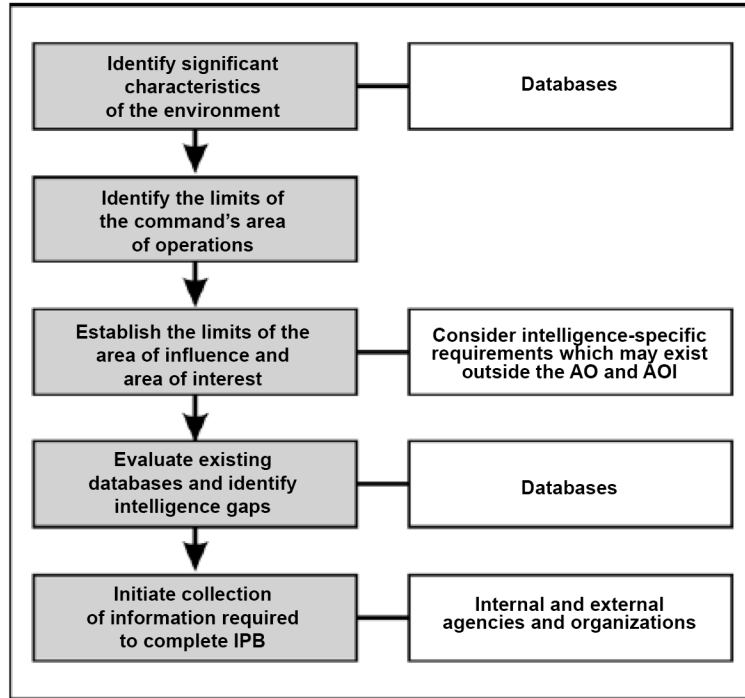 Identify significant
characteristics
of the environment
Databases
Identify the limits of
the command's area
of operations
Establish the limits of the
area of influence and
area of interest
Consider intelligence-specific
requirements which may exist
outside the AO and AOI
Evaluate existing
databases and identify
intelligence gaps
Databases
Initiate collection
of information required
to complete IPB
Internal and external
agencies and organizations